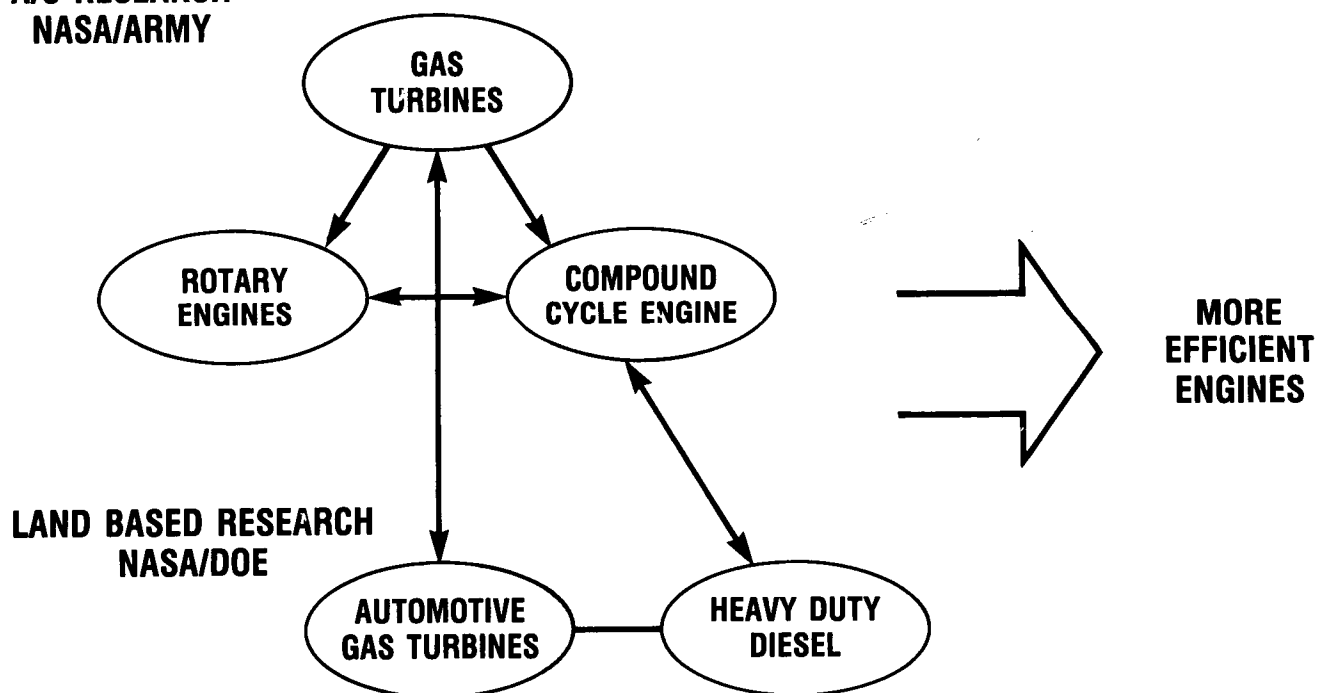 NASA/ARMY
GAS
TURBINES
ROTARY
ENGINES
COMPOUND
CYCLE ENGINE
MORE
EFFICIENT
ENGINES
LAND BASED RESEARCH
NASA/DOE
AUTOMOTIVE
GAS TURBINES
HEAVY DUTY
DIESEL